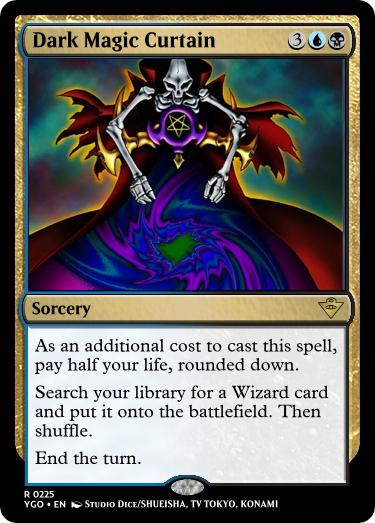 Dark Magic Curtain 3
Sorcery
As an additional cost to cast this spell,
pay half your life, rounded down.
Search your library for a Wizard card
and put it onto the battlefield. Then
shuffle.
End the turn.
R 0225
YGO • EN Studio Dice/SHUEISHA, TV TOKYO, KONAMI